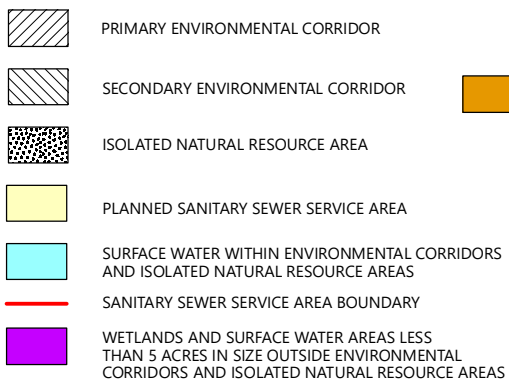 PRIMARY ENVIRONMENTAL CORRIDOR
SECONDARY ENVIRONMENTAL CORRIDOR
ISOLATED NATURAL RESOURCE AREA
PLANNED SANITARY SEWER SERVICE AREA
SURFACE WATER WITHIN ENVIRONMENTAL CORRIDORS
AND ISOLATED NATURAL RESOURCE AREAS
SANITARY SEWER SERVICE AREA BOUNDARY
WETLANDS AND SURFACE WATER AREAS LESS
THAN 5 ACRES IN SIZE OUTSIDE ENVIRONMENTAL
CORRIDORS AND ISOLATED NATURAL RESOURCE AREAS